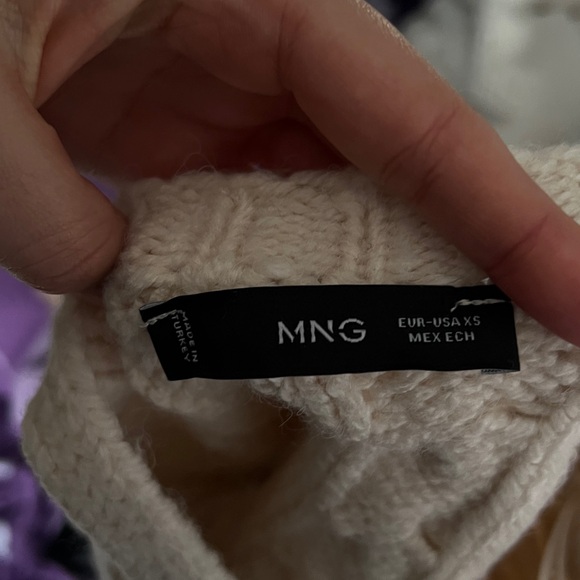 MADE IN
TURKEY
MNG
EUR-USA XS
MEX ECH